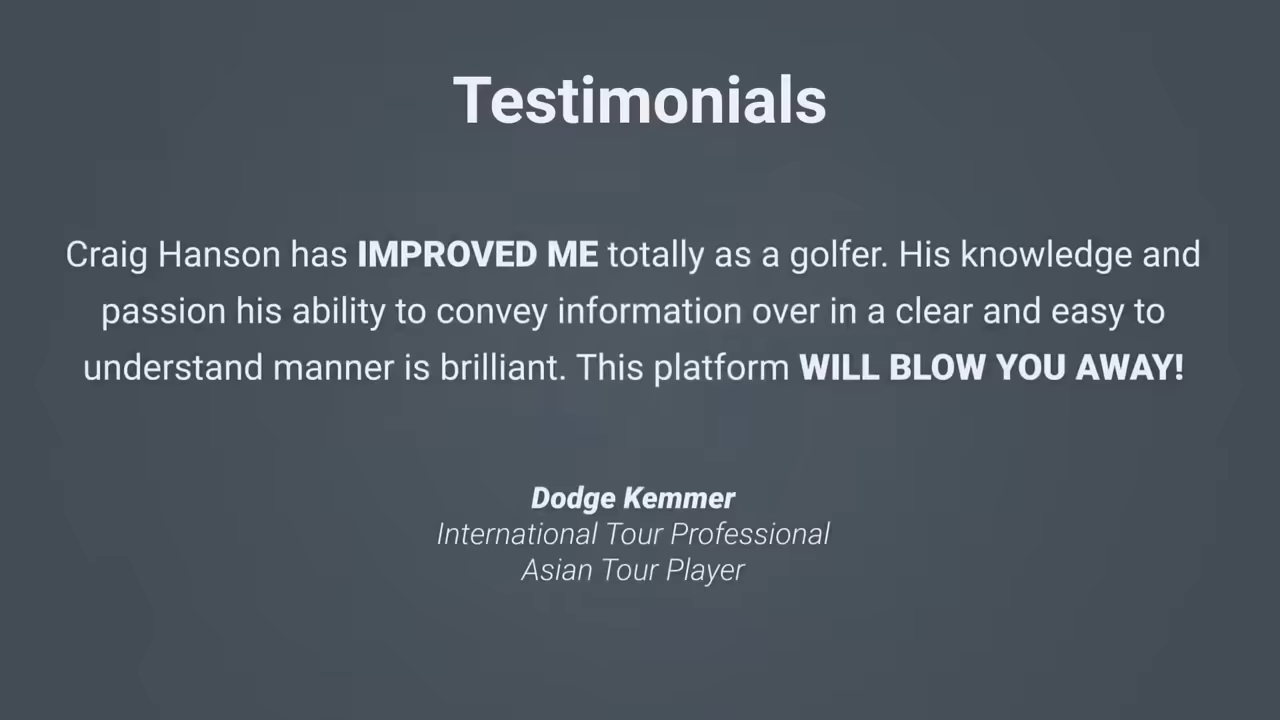 Testimonials
Craig Hanson has IMPROVED ME totally as a golfer. His knowledge and
passion his ability to convey information over in a clear and easy to
understand manner is brilliant. This platform WILL BLOW YOU AWAY!
Dodge Kemmer
International Tour Professional
Asian Tour Player